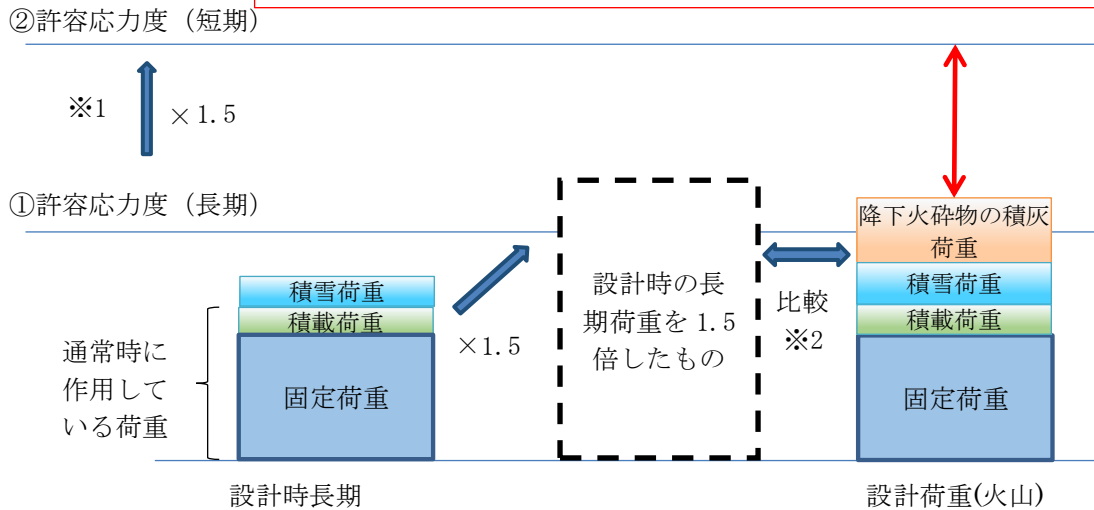 ②許容応力度（短期）
※1
×1.5
①許容応力度（長期）
積雪荷重
積載荷重
固定荷重
通常時に
作用して
いる荷重
×1.5
設計時の長
期荷重を 1.5
倍したもの
比較
※2
降下火砕物の積灰
荷重
積雪荷重
積載荷重
固定荷重
設計時長期
設計荷重(火山)